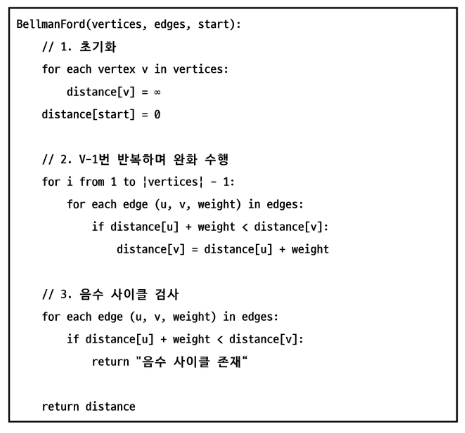 BellmanFord(vertices, edges, start):
// 1. 초기화
for each vertex v in vertices:
distance[v] = ∞
distance[start] = 0
// 2. V-1번 반복하며 완화 수행
for i from 1 to |vertices| - 1:
for each edge (u, v, weight) in edges:
if distance[u] + weight < distance[v]:
distance[v] = distance[u] + weight
// 3. 음수 사이클 검사
for each edge (u, v, weight) in edges:
if distance[u] + weight < distance[v]:
return "음수 사이클 존재“
return distance